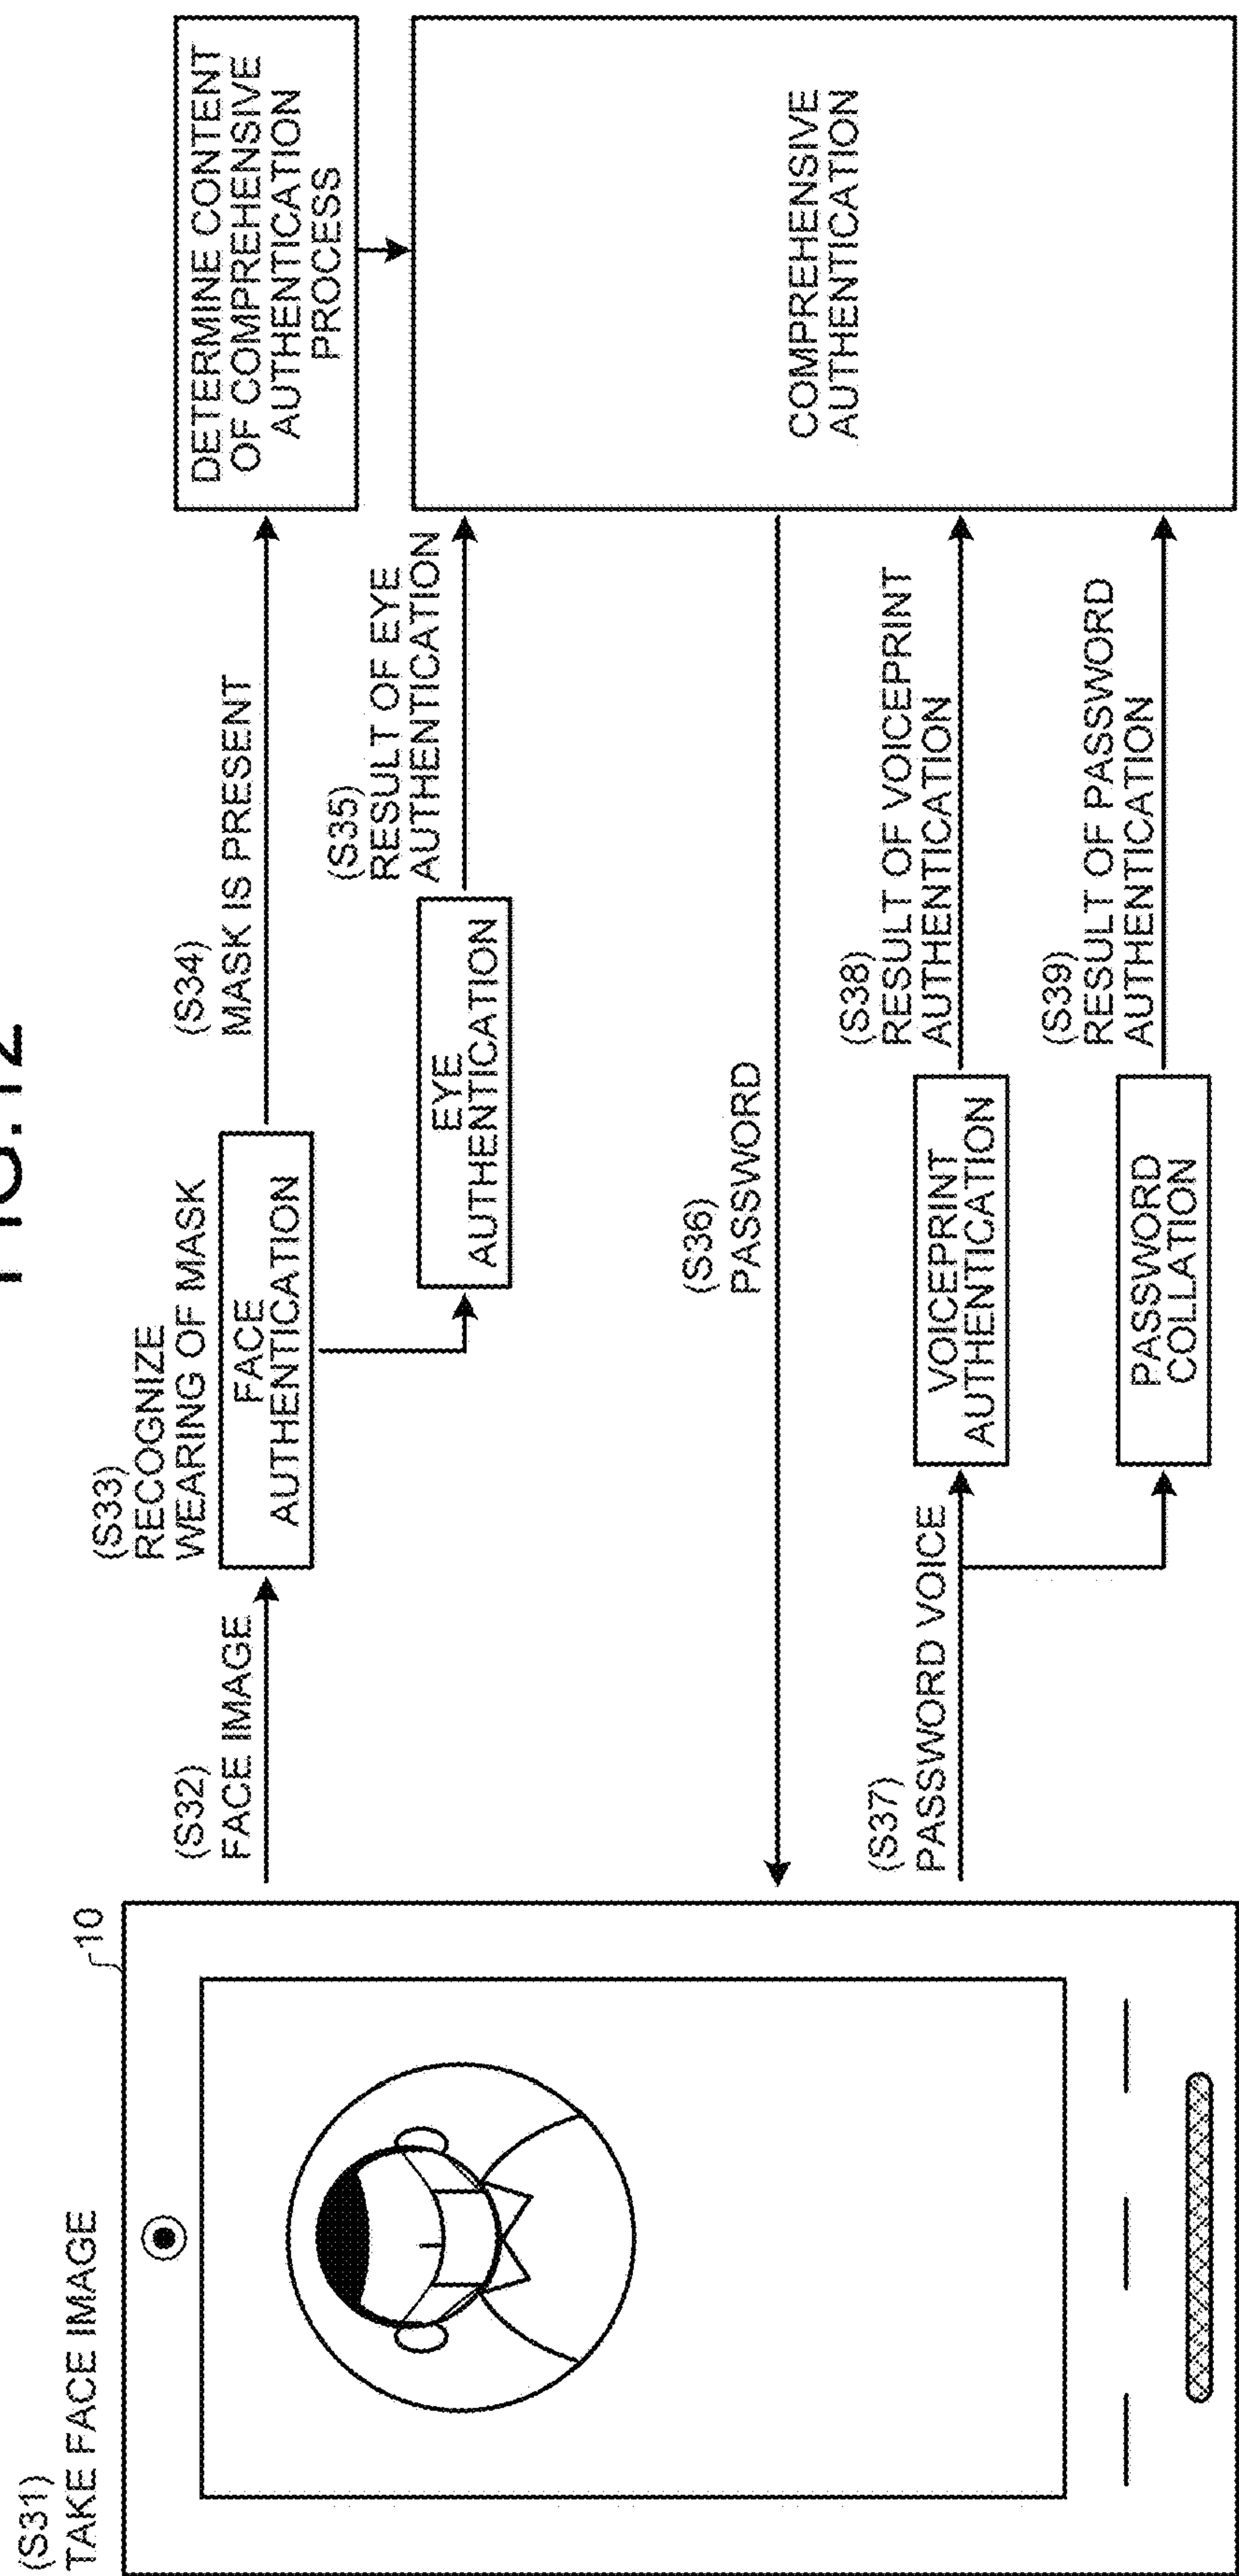 FIG.12
(S31)
TAKE FACE IMAGE
10
(S32)
FACE IMAGE
(S33)
RECOGNIZE
WEARING OF MASK
FACE
AUTHENTICATION
(S34)
MASK IS PRESENT
DETERMINE CONTENT
OF COMPREHENSIVE
AUTHENTICATION
PROCESS
EYE
AUTHENTICATION
(S35)
RESULT OF EYE
AUTHENTICATION
COMPREHENSIVE
AUTHENTICATION
(S36)
PASSWORD
(S37)
PASSWORD VOICE
VOICEPRINT
AUTHENTICATION
(S38)
RESULT OF VOICEPRINT
AUTHENTICATION
PASSWORD
COLLATION
(S39)
RESULT OF PASSWORD
AUTHENTICATION